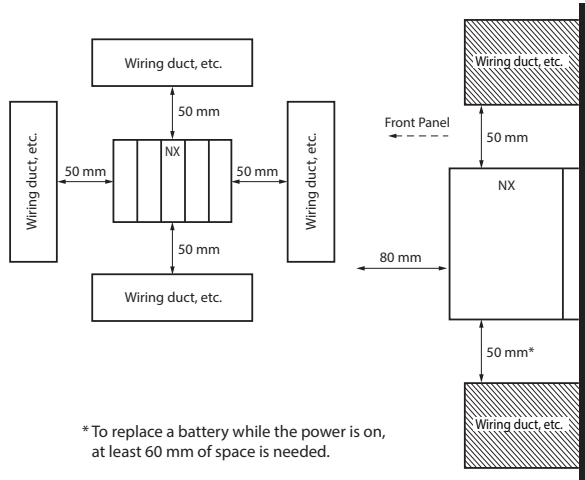 Wiring duct, etc.
50 mm
Wiring duct, etc.
50 mm
NX
50 mm
Wiring duct, etc.
50 mm
Wiring duct, etc.
Wiring duct, etc.
Front Panel
50 mm
NX
80 mm
50 mm*
Wiring duct, etc.
* To replace a battery while the power is on,
at least 60 mm of space is needed.